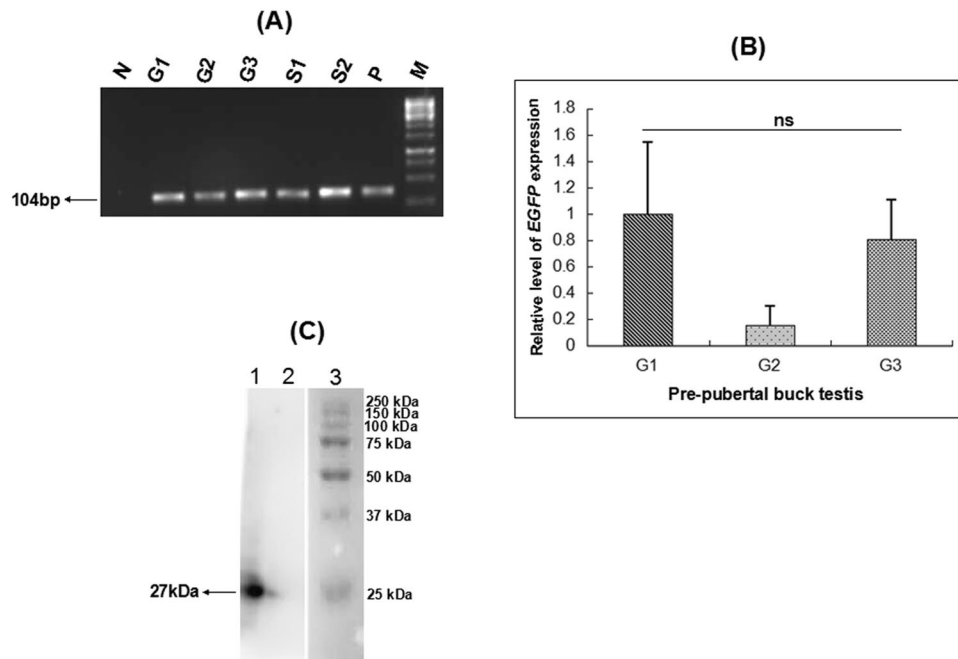 (A)
N G1 G2 G3 S1 S2 P M
104bp
(B)
1.8
1.6
1.4
1.2
1
0.8
0.6
0.4
0.2
0
Relative level of EGFP expression
ns
G1 G2 G3
Pre-pubertal buck testis
(C)
1 2 3
250 kDa
150 kDa
100 kDa
75 kDa
50 kDa
37 kDa
27kDa
25 kDa